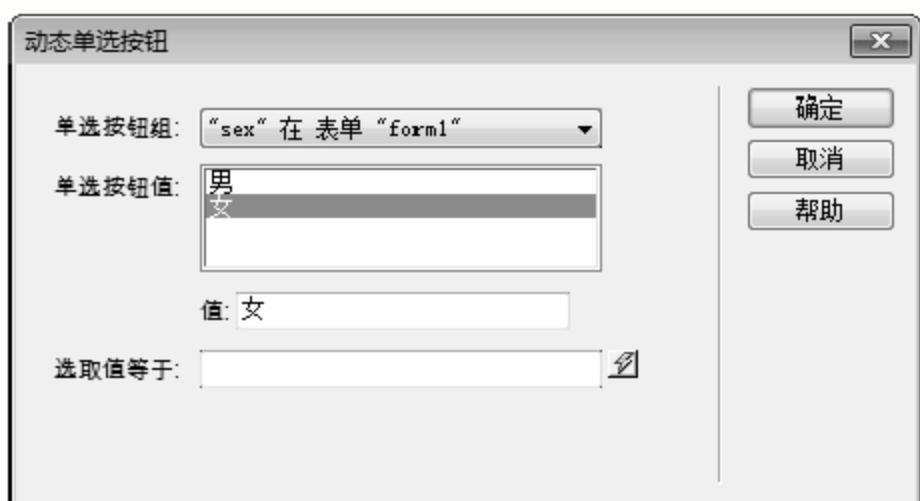 动态单选按钮
单选按钮组: "sex" 在 表单 "form1"
确定
单选按钮值: 男
女
取消
帮助
值: 女
选取值等于: